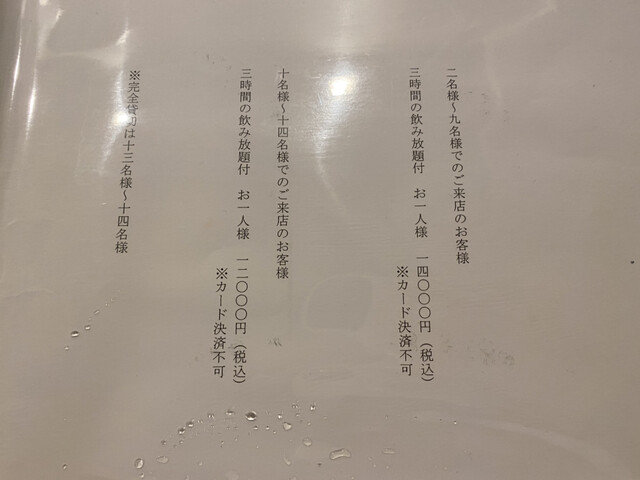 二名様～九名様でのご来店のお客様
三時間の飲み放題付　お一人様　一四〇〇〇円（税込）
※カード決済不可
十名様～十四名様でのご来店のお客様
三時間の飲み放題付　お一人様　一二〇〇〇円（税込）
※カード決済不可
※完全貸切は十三名様～十四名様